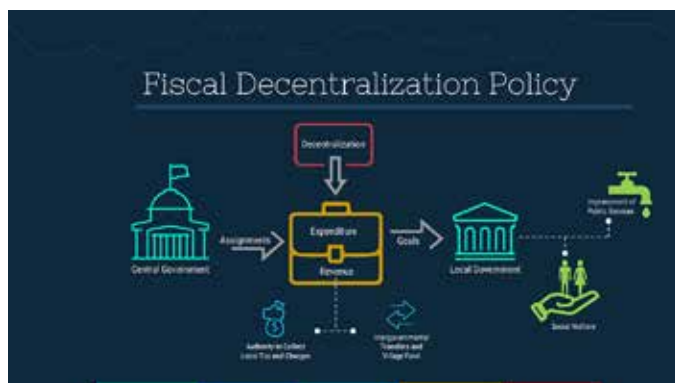 Fiscal Decentralization Policy
Decentralization
Assignments
Expenditure
Revenue
Goals
Central Government
Local Government
Improvement of
Public Services
Social Welfare
Authority to Collect
Local Tax and Charges
Intergovernmental
Transfers and
Village Fund